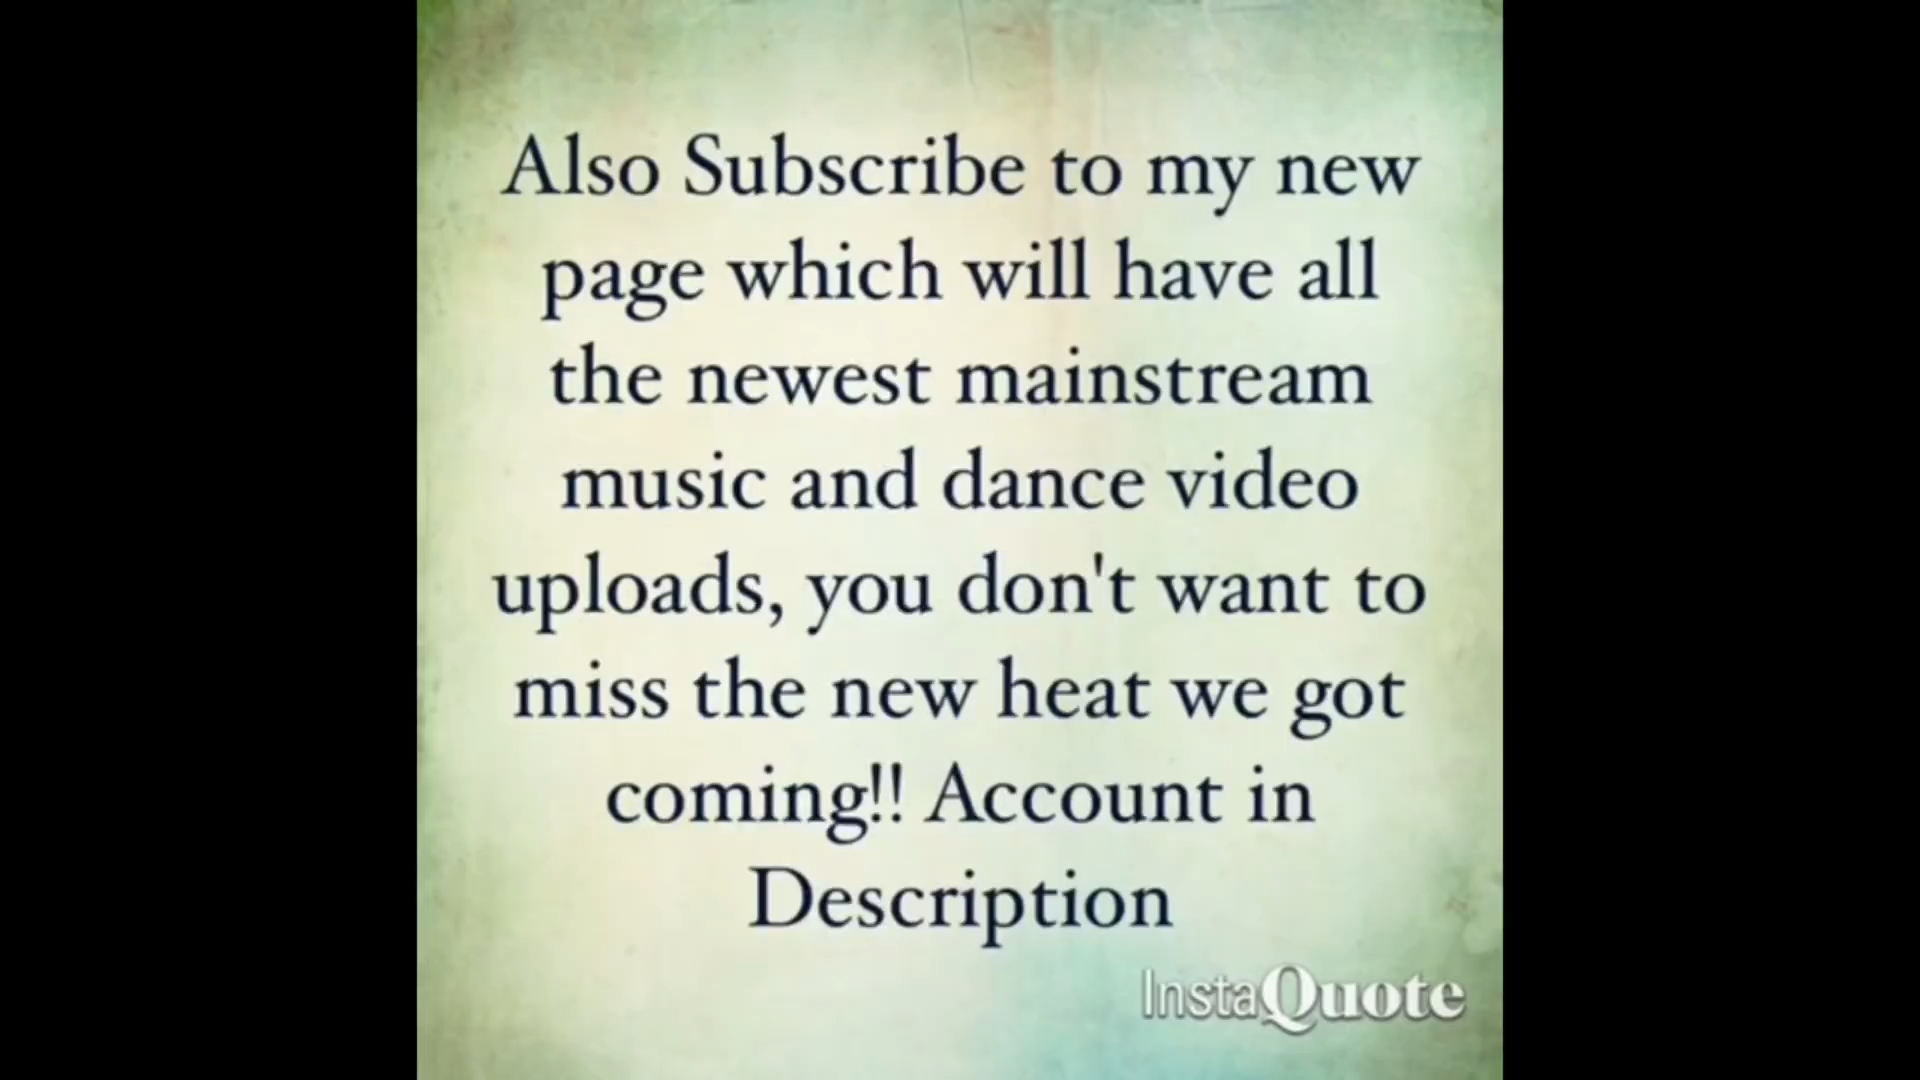 Also Subscribe to my new
page which will have all
the newest mainstream
music and dance video
uploads, you don't want to
miss the new heat we got
coming!! Account in
Description
InstaQuote